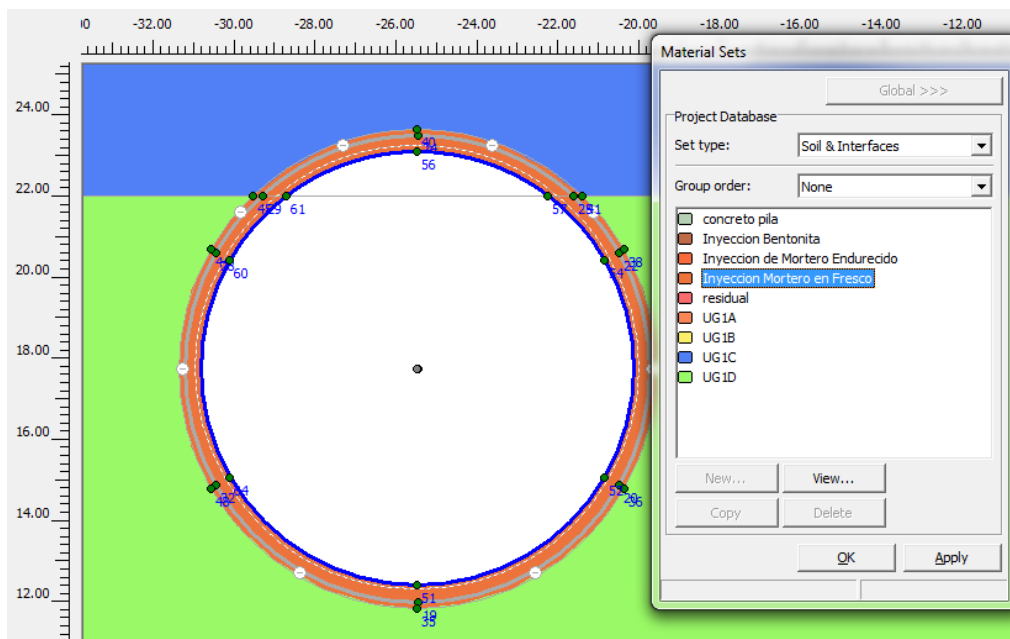 00 -32.00 -30.00 -28.00 -26.00 -24.00 -22.00 -20.00 -18.00 -16.00 -14.00 -12.00
Material Sets
Global >>>
Project Database
Set type: Soil & Interfaces
Group order: None
concreto pila
Inyeccion Bentonita
Inyeccion de Mortero Endurecido
Inyeccion Mortero en Fresco
residual
UG1A
UG1B
UG1C
UG1D
New... View...
Copy Delete
OK Apply
24.00
22.00
20.00
18.00
16.00
14.00
12.00
40
56
61
57
60
51
35